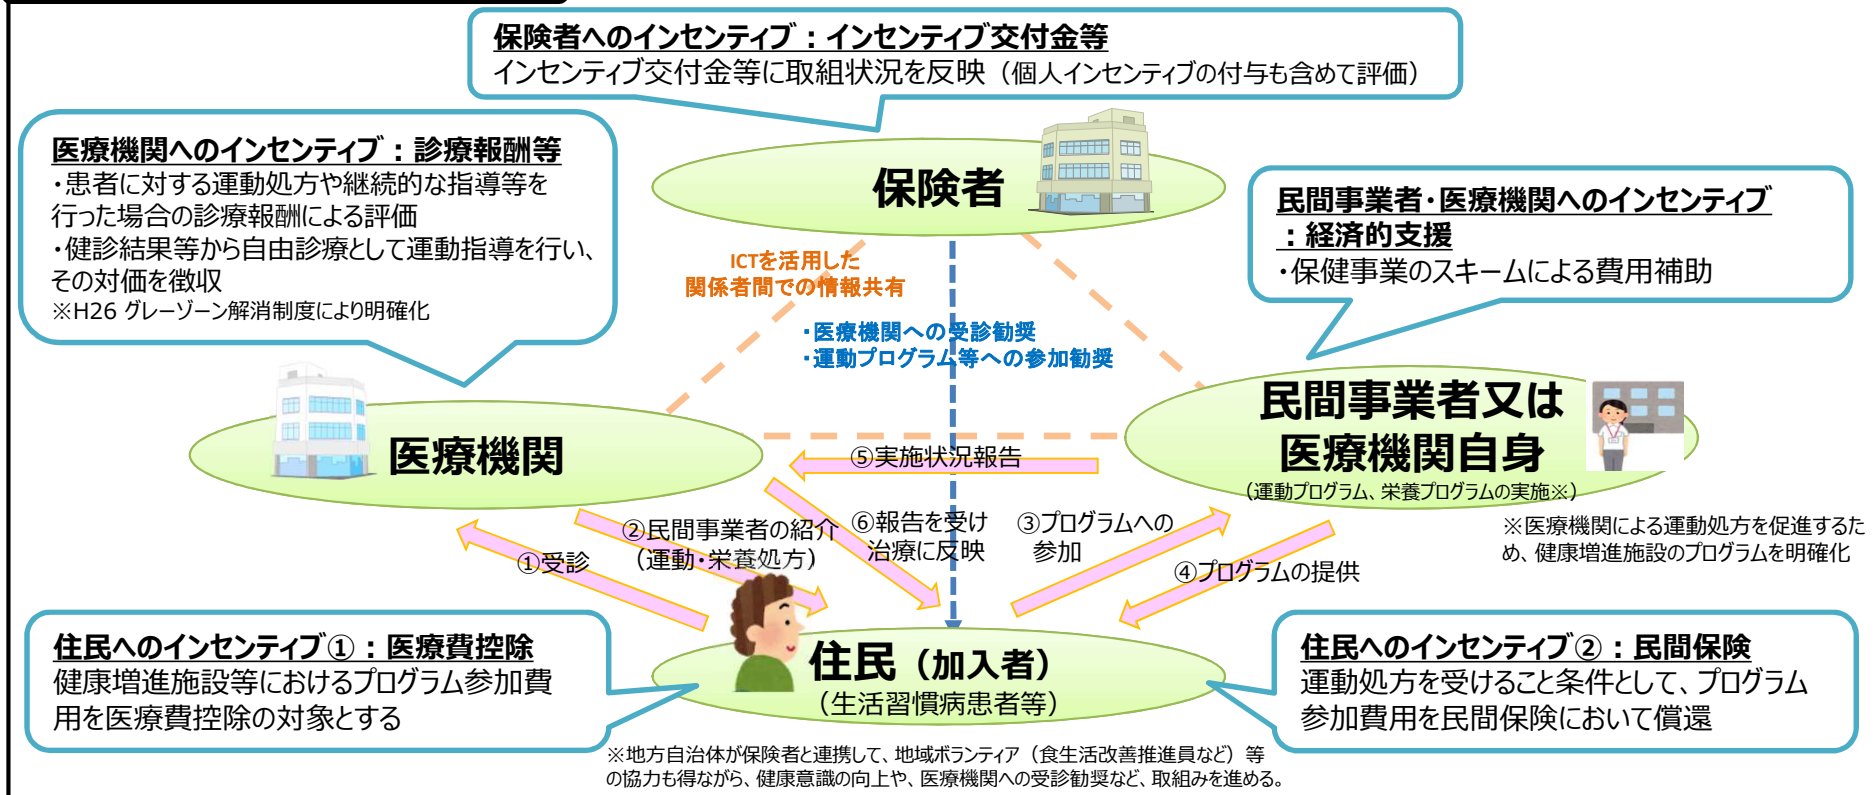 保険者へのインセンティブ：インセンティブ交付金等
インセンティブ交付金等に取組状況を反映（個人インセンティブの付与も含めて評価）
医療機関へのインセンティブ：診療報酬等
・患者に対する運動処方や継続的な指導等を
行った場合の診療報酬による評価
・健診結果等から自由診療として運動指導を行い、
その対価を徴収
※H26 グレーゾーン解消制度により明確化
保険者
民間事業者・医療機関へのインセンティブ
：経済的支援
・保健事業のスキームによる費用補助
ICTを活用した
関係者間での情報共有
・医療機関への受診勧奨
・運動プログラム等への参加勧奨
医療機関
民間事業者又は
医療機関自身
（運動プログラム、栄養プログラムの実施※）
⑤実施状況報告
※医療機関による運動処方を促進するた
め、健康増進施設のプログラムを明確化
①受診
②民間事業者の紹介
（運動・栄養処方）
⑥報告を受け
治療に反映
③プログラムへの
参加
④プログラムの提供
住民へのインセンティブ①：医療費控除
健康増進施設等におけるプログラム参加費
用を医療費控除の対象とする
住民（加入者）
（生活習慣病患者等）
住民へのインセンティブ②：民間保険
運動処方を受けること条件として、プログラム
参加費用を民間保険において償還
※地方自治体が保険者と連携して、地域ボランティア（食生活改善推進員など）等
の協力も得ながら、健康意識の向上や、医療機関への受診勧奨など、取組みを進める。